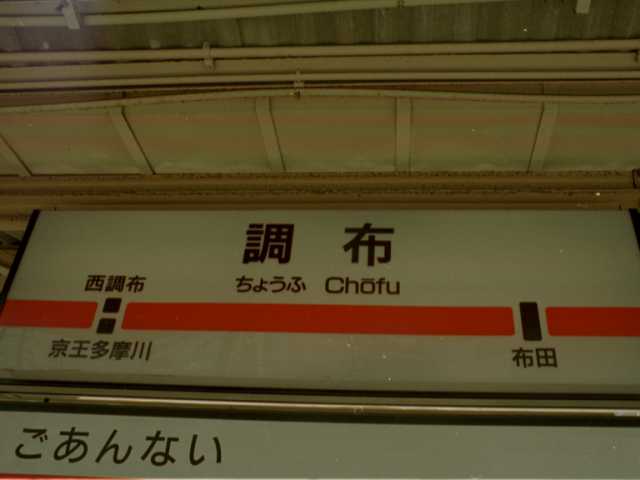 調布
ちょうふ Chōfu
西調布
京王多摩川
布田
ごあんない